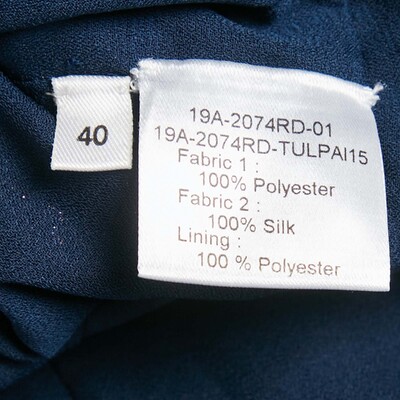 40
19A-2074RD-01
19A-2074RD-TULPAI15
Fabric 1 :
100% Polyester
Fabric 2 :
100% Silk
Lining :
100 % Polyester